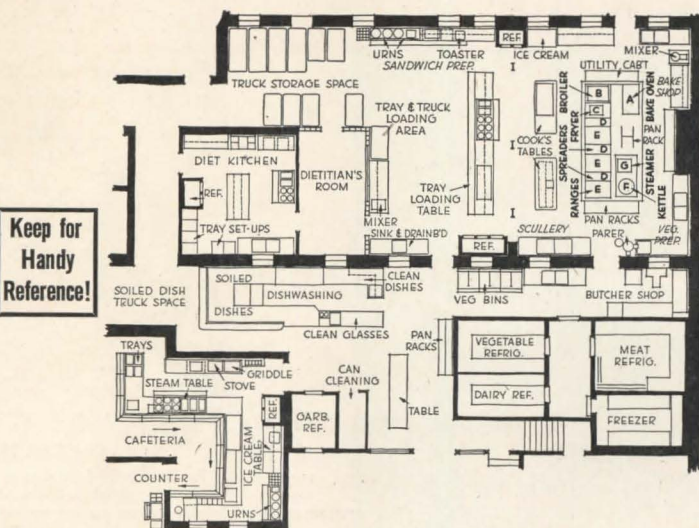 Keep for
Handy
Reference!
REF.
ICE CREAM
MIXER
URNS
TOASTER
SANDWICH PREP.
UTILITY CAB'T
BAKE
SHOP
TRUCK STORAGE SPACE
BROILER
B
A
BAKE OVEN
C
FRYER
D
E
D
E
D
E
TRAY & TRUCK
LOADING
AREA
COOK'S
TABLES
SPREADERS
RANGES
PAN
RACK
G
F
STEAMER
KETTLE
DIET KITCHEN
DIETITIAN'S
ROOM
REF.
TRAY
LOADING
TABLE
TRAY SET-UPS
MIXER
SINK & DRAINB'D
REF.
SCULLERY
PAN RACKS
PARER
VEG.
PREP.
SOILED DISH
TRUCK SPACE
SOILED
DISHES
DISHWASHING
CLEAN
DISHES
CLEAN GLASSES
VEG BINS
BUTCHER SHOP
TRAYS
GRIDDLE
STOVE
STEAM TABLE
CAN
CLEANING
PAN
RACKS
VEGETABLE
REFRIG.
MEAT
REFRIG.
DAIRY REF.
FREEZER
REF.
GARB.
REF.
TABLE
CAFETERIA
COUNTER
ICE CREAM
TABLE
URNS